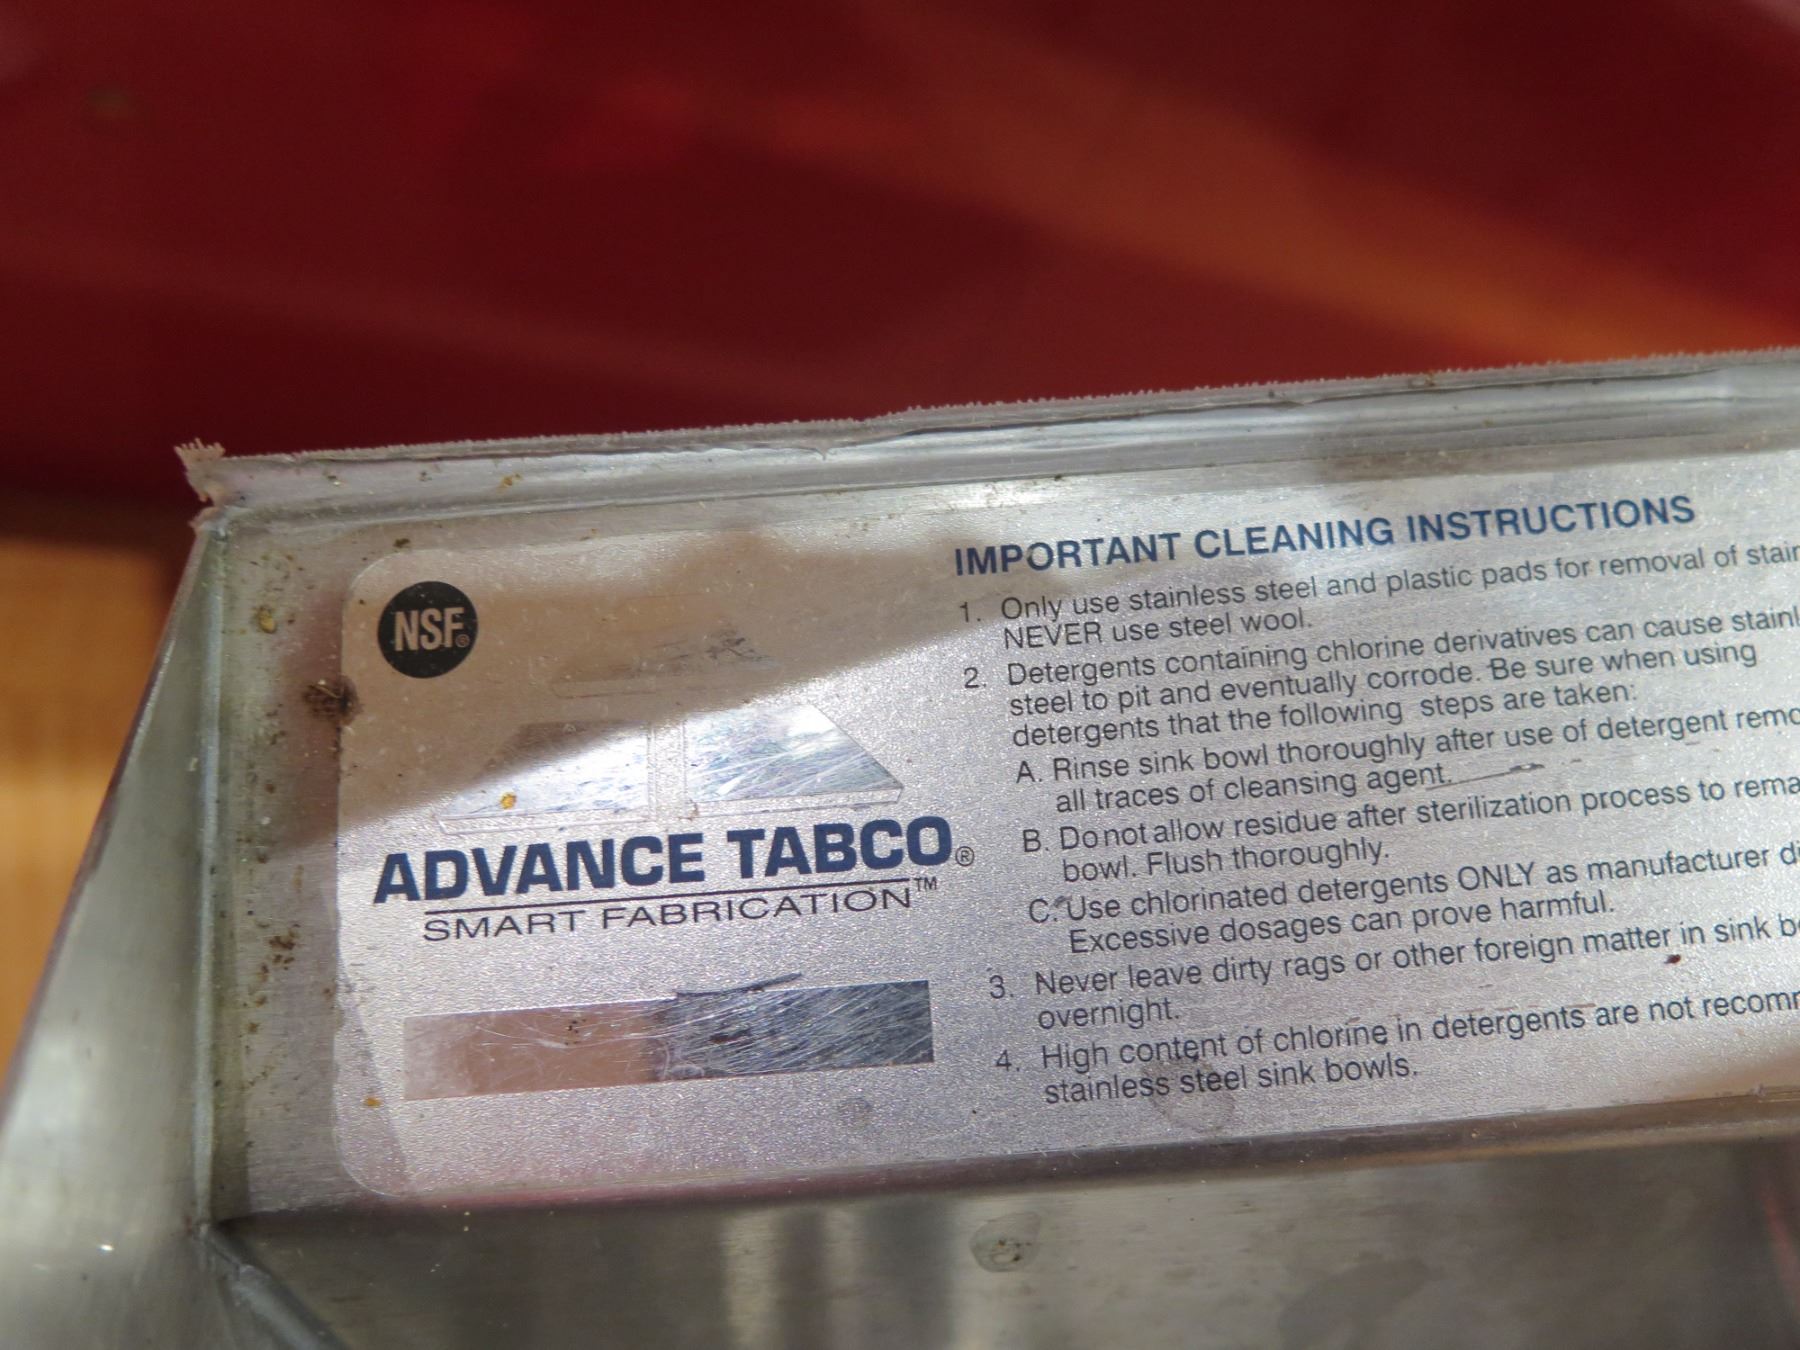 NSF®
ADVANCE TABCO®
SMART FABRICATION™
IMPORTANT CLEANING INSTRUCTIONS
1. Only use stainless steel and plastic pads for removal of
NEVER use steel wool.
2. Detergents containing chlorine derivatives can cause
steel to pit and eventually corrode. Be sure when using
detergents that the following steps are taken:
A. Rinse sink bowl thoroughly after use of detergent
all traces of cleansing agent.
B. Do not allow residue after sterilization process to
bowl. Flush thoroughly.
C. Use chlorinated detergents ONLY as manufacturer
Excessive dosages can prove harmful.
3. Never leave dirty rags or other foreign matter in sink
overnight.
4. High content of chlorine in detergents are not
stainless steel sink bowls.